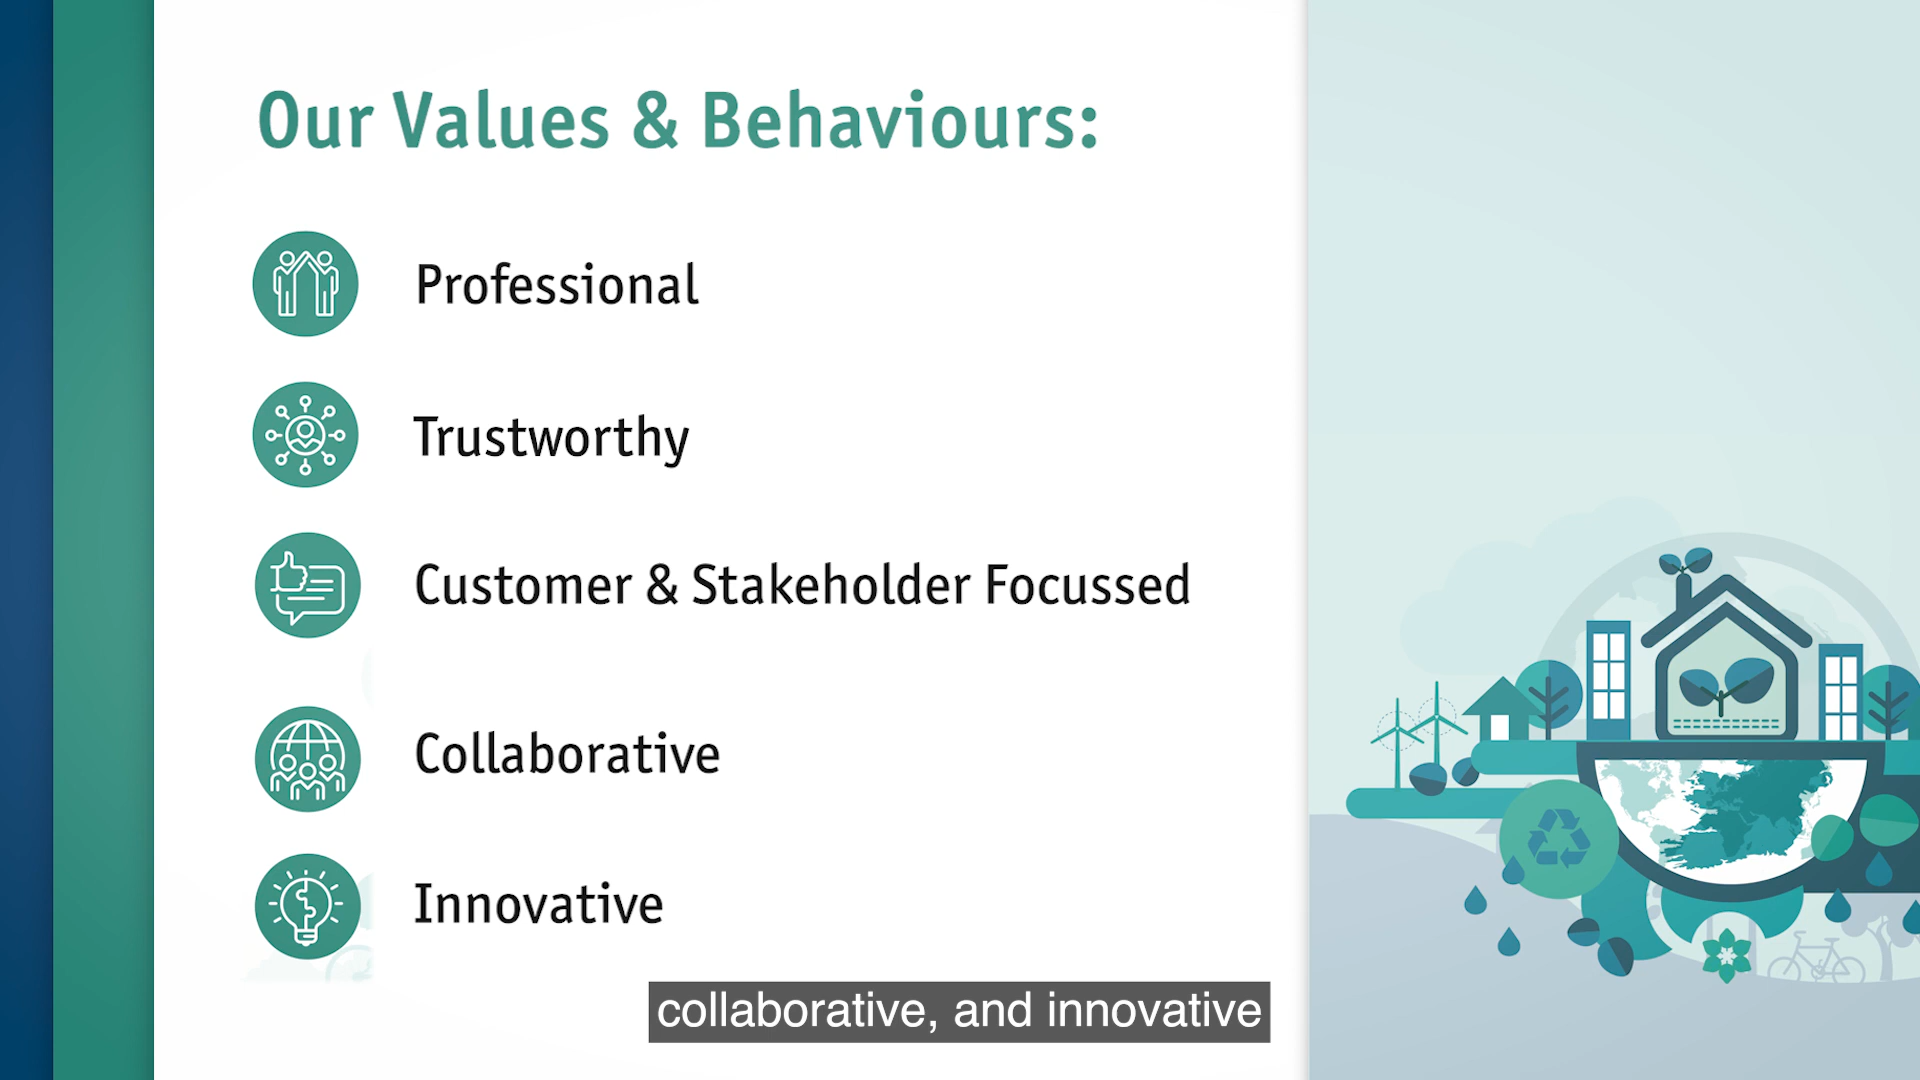 Our Values & Behaviours:
Professional
Trustworthy
Customer & Stakeholder Focussed
Collaborative
Innovative
collaborative, and innovative